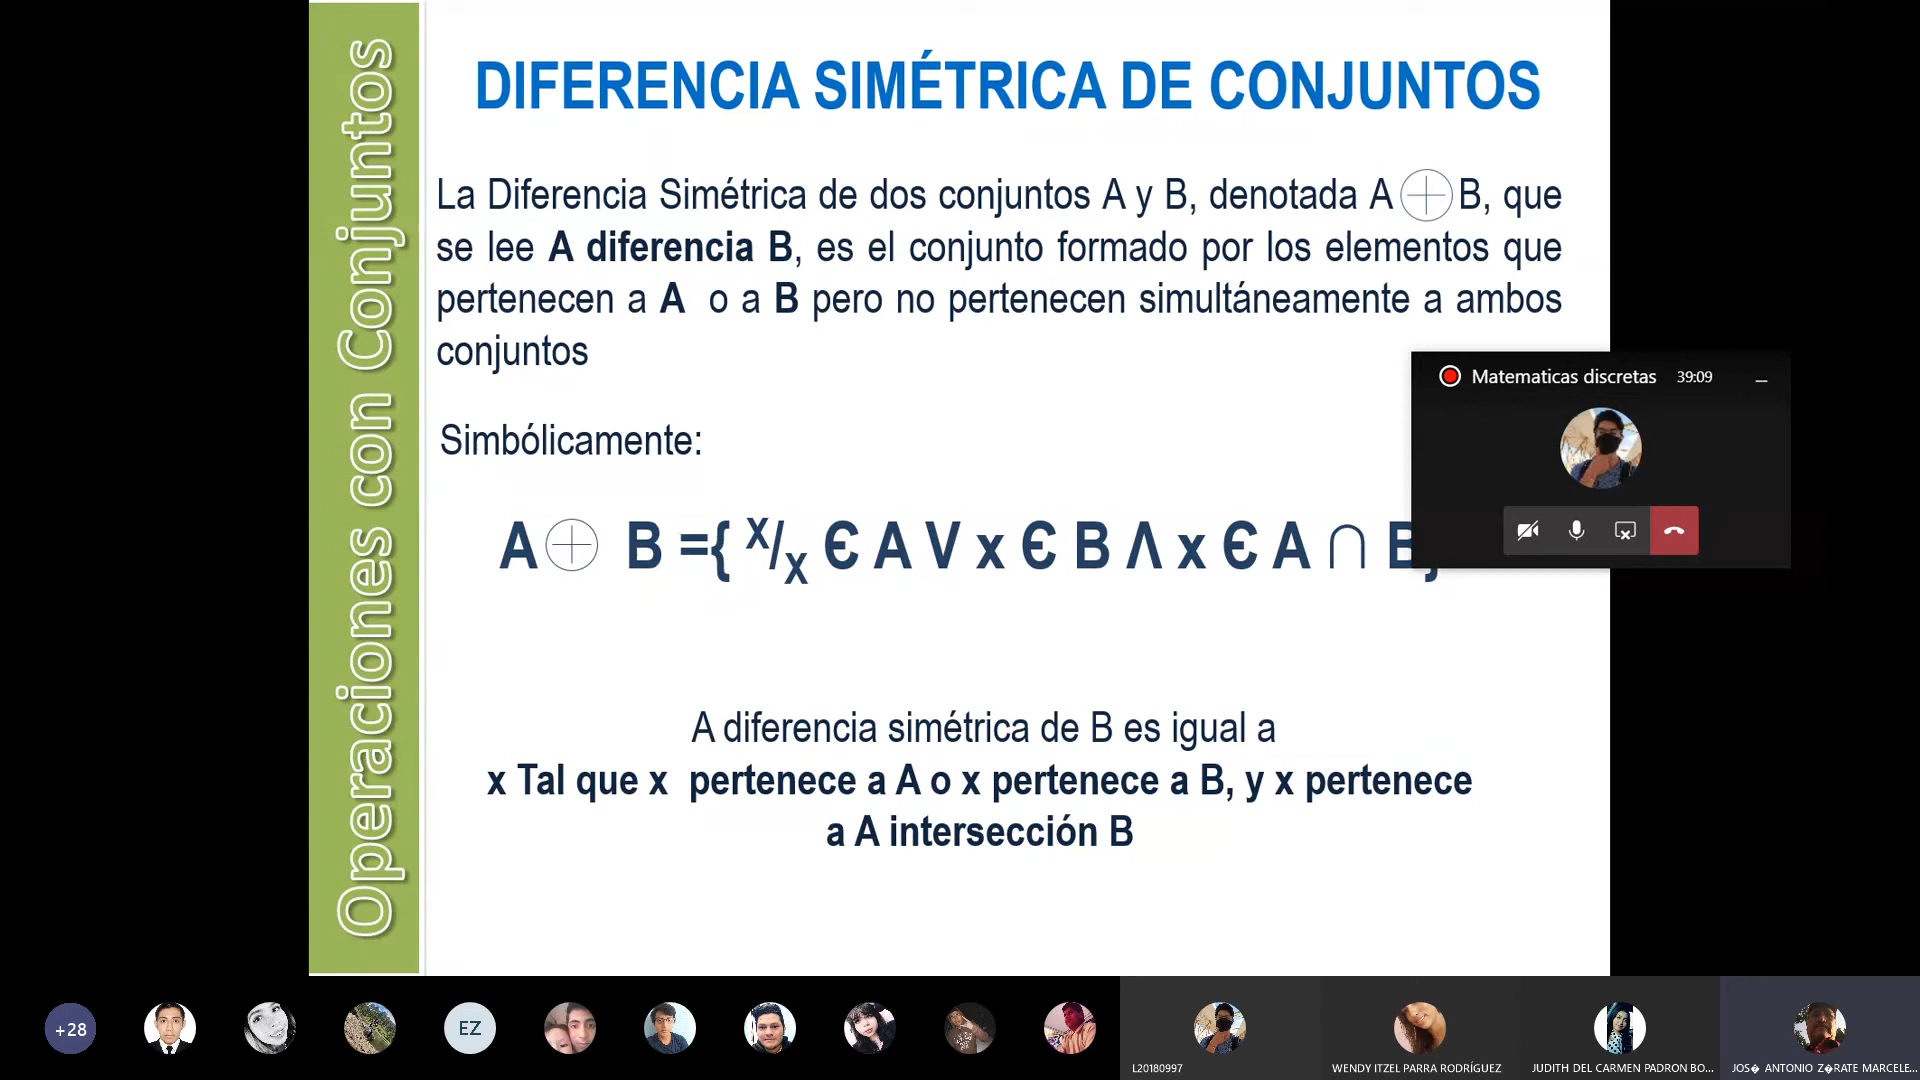 Operaciones con Conjuntos
DIFERENCIA SIMÉTRICA DE CONJUNTOS
La Diferencia Simétrica de dos conjuntos A y B, denotada A ⊕ B, que
se lee A diferencia B, es el conjunto formado por los elementos que
pertenecen a A o a B pero no pertenecen simultáneamente a ambos
conjuntos
Simbólicamente:
A ⊕ B ={ x/x Є A V x Є B Λ x Є A ∩ B}
A diferencia simétrica de B es igual a
x Tal que x pertenece a A o x pertenece a B, y x pertenece
a A intersección B
Matematicas discretas 39:09
+28
EZ
L20180997
WENDY ITZEL PARRA RODRÍGUEZ
JUDITH DEL CARMEN PADRON BO...
JOS� ANTONIO Z�RATE MARCELE...